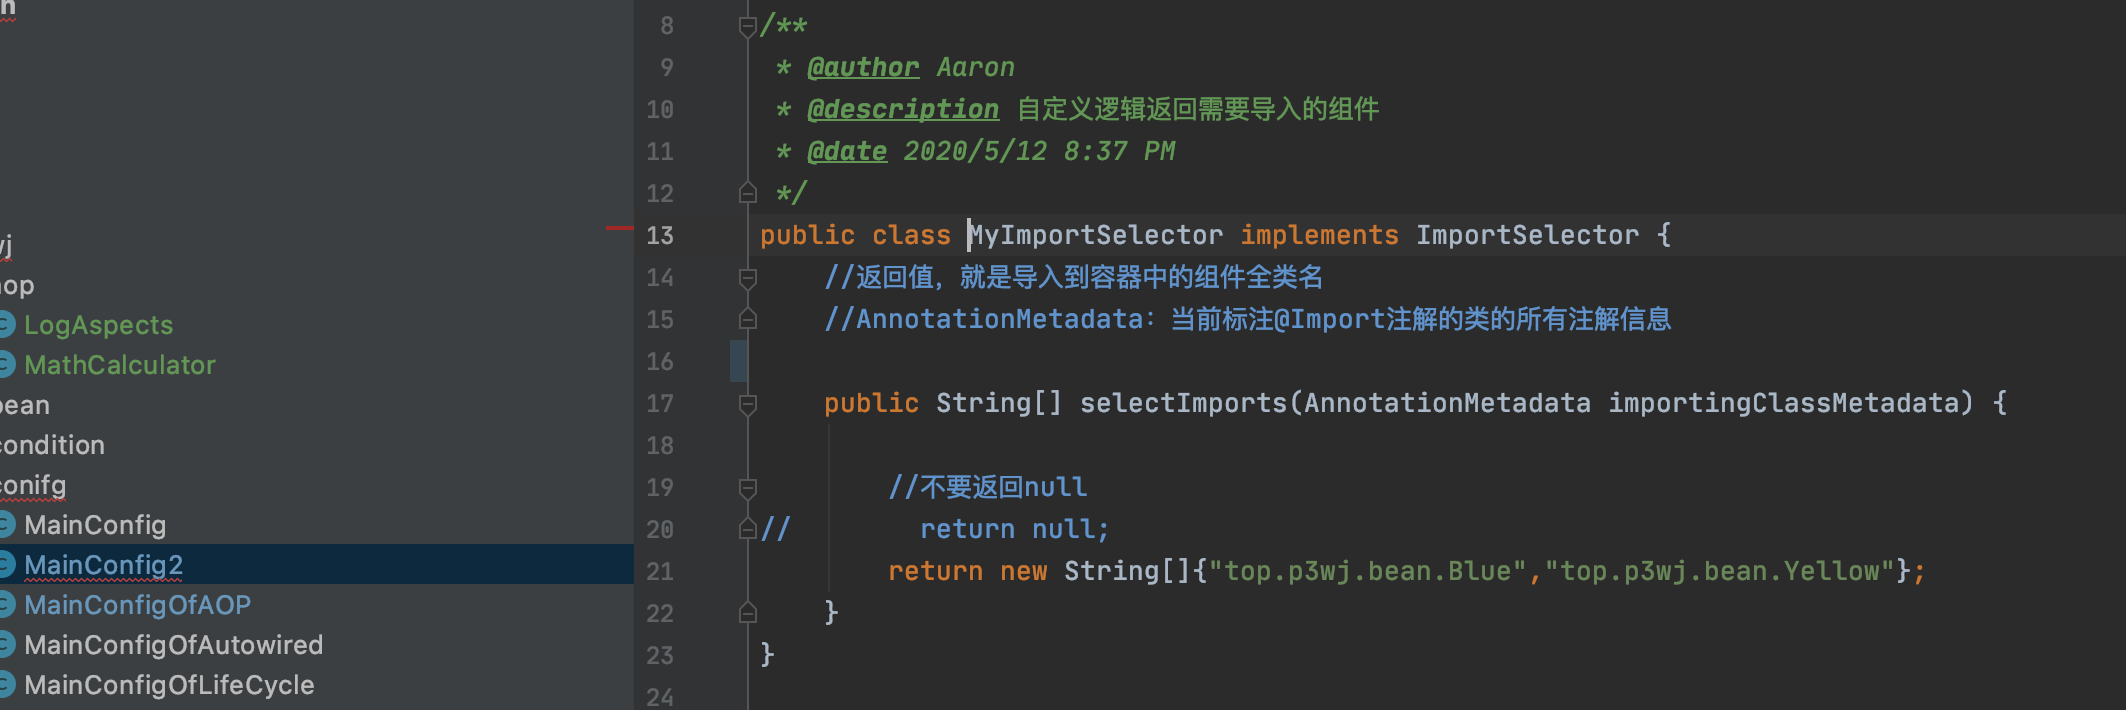 LogAspects
MathCalculator
MainConfig
MainConfig2
MainConfigOfAOP
MainConfigOfAutowired
MainConfigOfLifeCycle
8 /**
9 * @author Aaron
10 * @description 自定义逻辑返回需要导入的组件
11 * @date 2020/5/12 8:37 PM
12 */
13 public class MyImportSelector implements ImportSelector {
14 //返回值，就是导入到容器中的组件全类名
15 //AnnotationMetadata：当前标注@Import注解的类的所有注解信息
16
17 public String[] selectImports(AnnotationMetadata importingClassMetadata) {
18
19 //不要返回null
20 // return null;
21 return new String[]{"top.p3wj.bean.Blue","top.p3wj.bean.Yellow"};
22 }
23 }
24